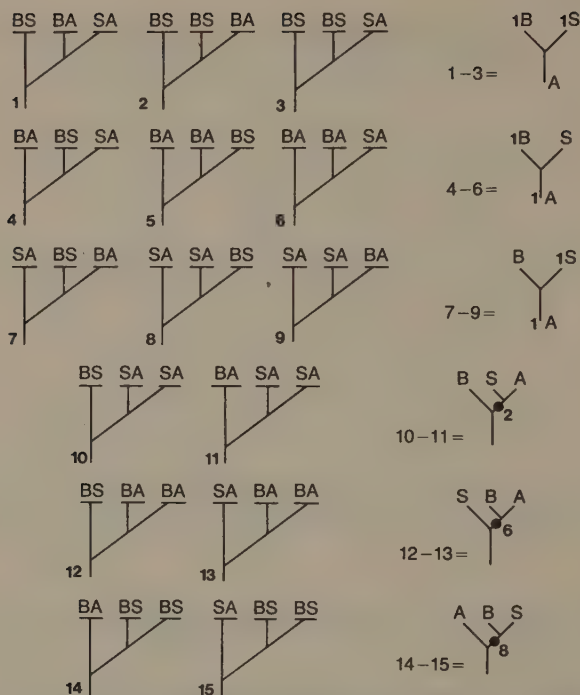 BS BA SA BS BS BA BS BS SA 1B 1S
1–3= A
1 2 3
BA BS SA BA BA BS BA BA SA 1B S
4–6= 1 A
4 5 6
SA BS BA SA SA BS SA SA BA B 1S
7–9= 1 A
7 8 9
BS SA SA BA SA SA B S A
10–11= 2
10 11
BS BA BA SA BA BA S B A
12–13= 6
12 13
BA BS BS SA BS BS A B S
14–15= 8
14 15